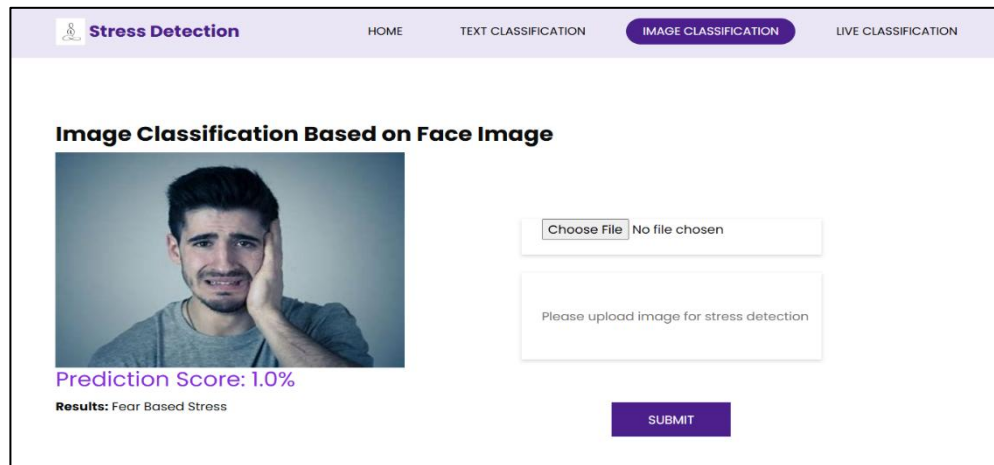 Stress Detection HOME TEXT CLASSIFICATION IMAGE CLASSIFICATION LIVE CLASSIFICATION
Image Classification Based on Face Image
Choose File No file chosen
Please upload image for stress detection
Prediction Score: 1.0%
Results: Fear Based Stress
SUBMIT